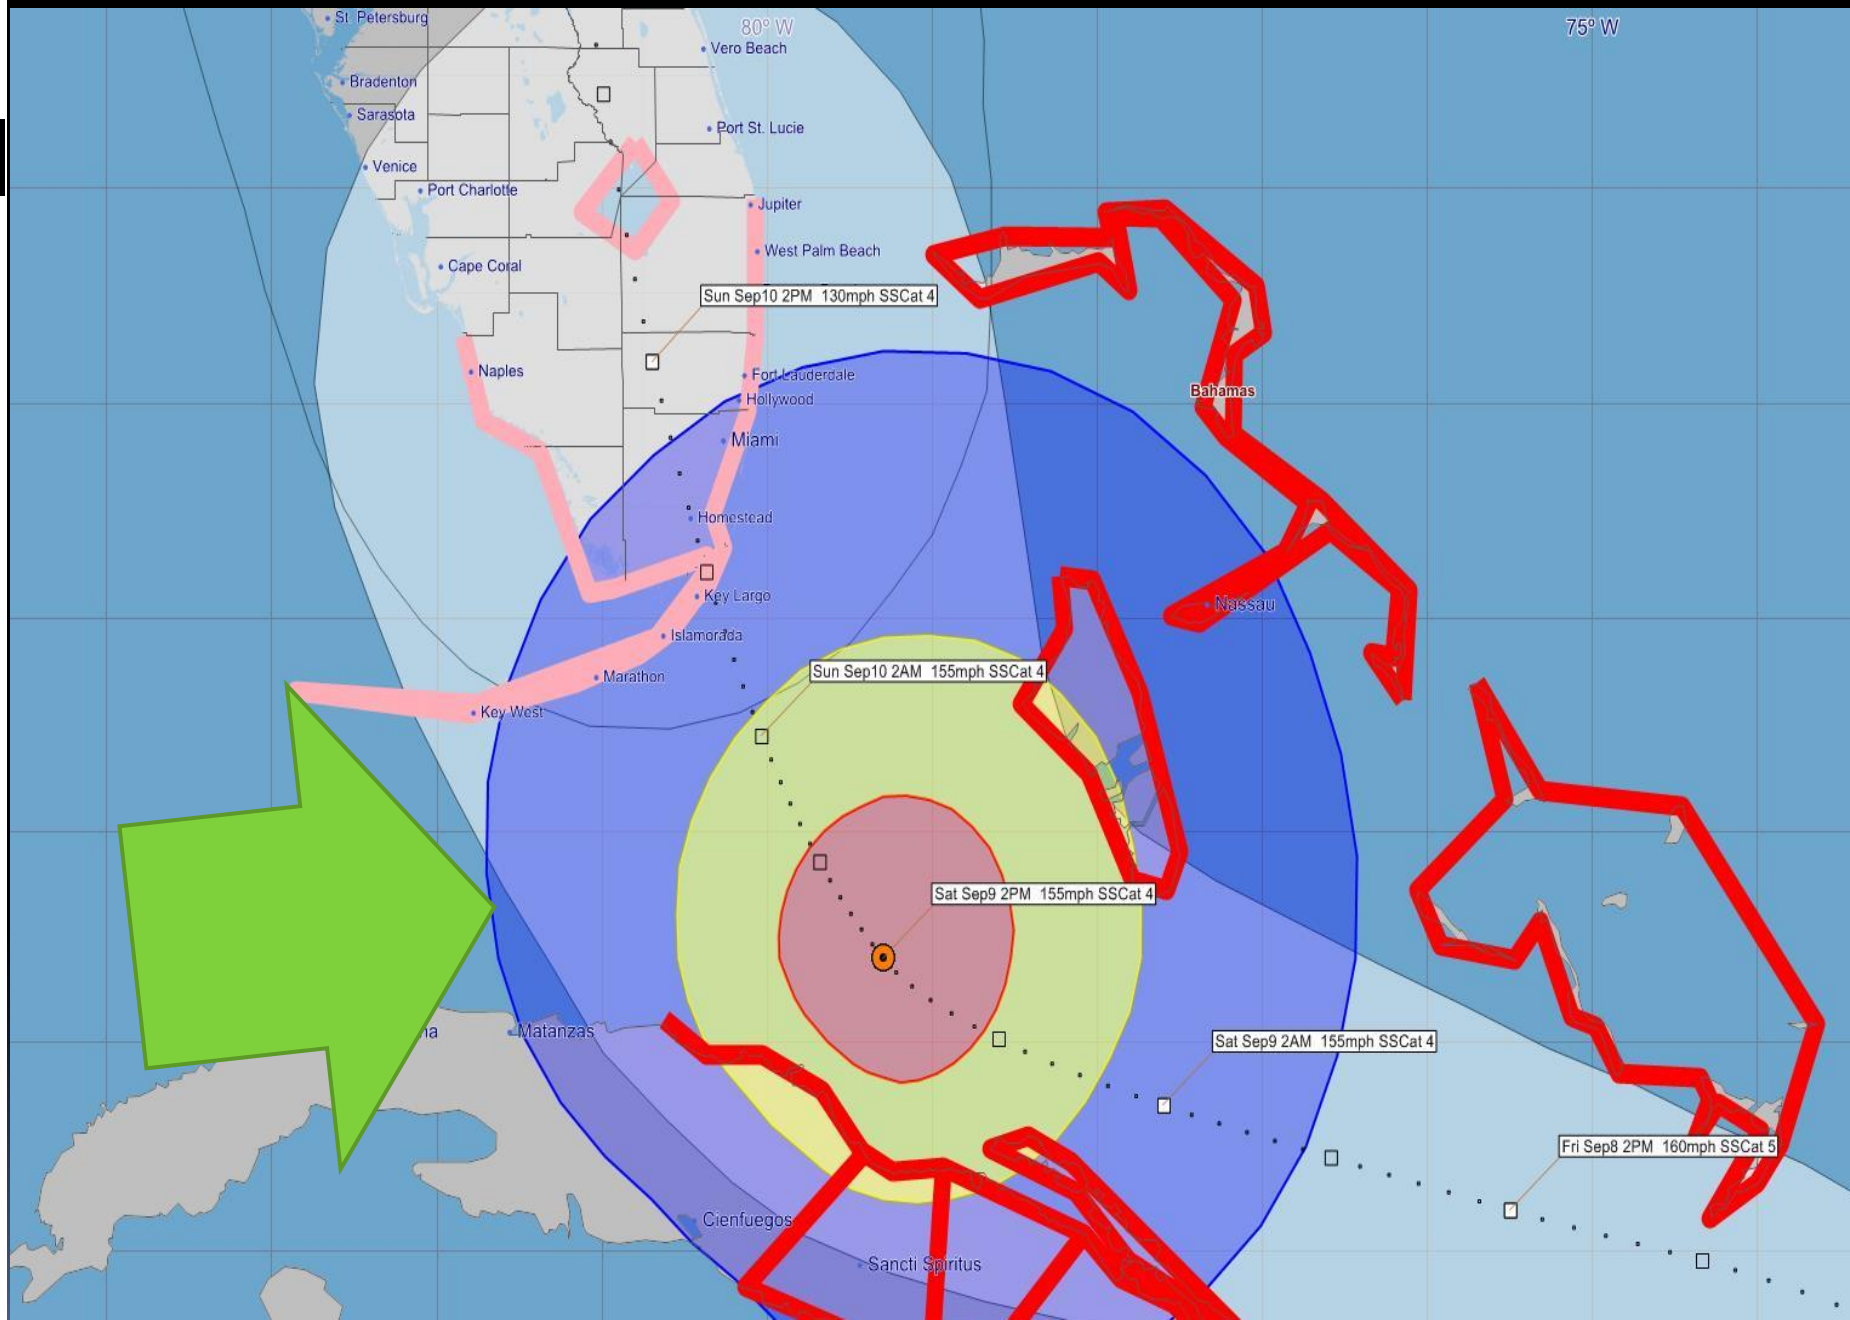 St. Petersburg
80° W
75° W
Vero Beach
Bradenton
Sarasota
Port St. Lucie
Venice
Port Charlotte
Jupiter
West Palm Beach
Cape Coral
Sun Sep10 2PM 130mph SSCat 4
Naples
Fort Lauderdale
Bahamas
Hollywood
Miami
Homestead
Key Largo
Nassau
Islamorada
Sun Sep10 2AM 155mph SSCat 4
Marathon
Key West
Sat Sep9 2PM 155mph SSCat 4
na
Matanzas
Sat Sep9 2AM 155mph SSCat 4
Fri Sep8 2PM 160mph SSCat 5
Cienfuegos
Sancti Spiritus